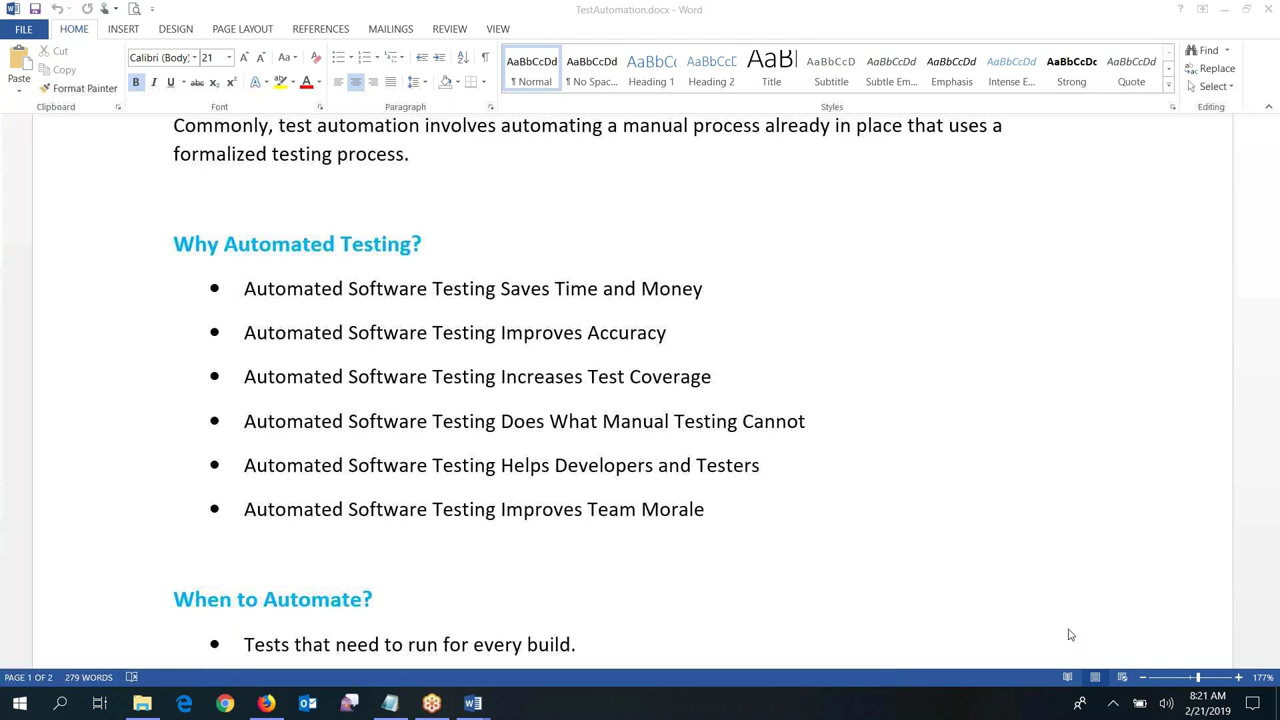 TestAutomation.docx - Word
FILE HOME INSERT DESIGN PAGE LAYOUT REFERENCES MAILINGS REVIEW VIEW
Paste
Cut
Copy
Format Painter
Clipboard
Calibri (Body) 21
Aa
B I U abc x₂ x²
A A
Font
Paragraph
AaBbCcDd AaBbCcDd AaBbCc AaBbCcD AaBl AaBbCcD AaBbCcDd AaBbCcDd AaBbCcDd AaBbCcDc AaBbCcDd
¶ Normal ¶ No Spac... Heading 1 Heading 2 Title Subtitle Subtle Em... Emphasis Intense E... Strong Quote
Styles
Find
Replace
Select
Editing
Commonly, test automation involves automating a manual process already in place that uses a
formalized testing process.
Why Automated Testing?
• Automated Software Testing Saves Time and Money
• Automated Software Testing Improves Accuracy
• Automated Software Testing Increases Test Coverage
• Automated Software Testing Does What Manual Testing Cannot
• Automated Software Testing Helps Developers and Testers
• Automated Software Testing Improves Team Morale
When to Automate?
• Tests that need to run for every build.
PAGE 1 OF 2 279 WORDS
177%
8:21 AM
2/21/2019